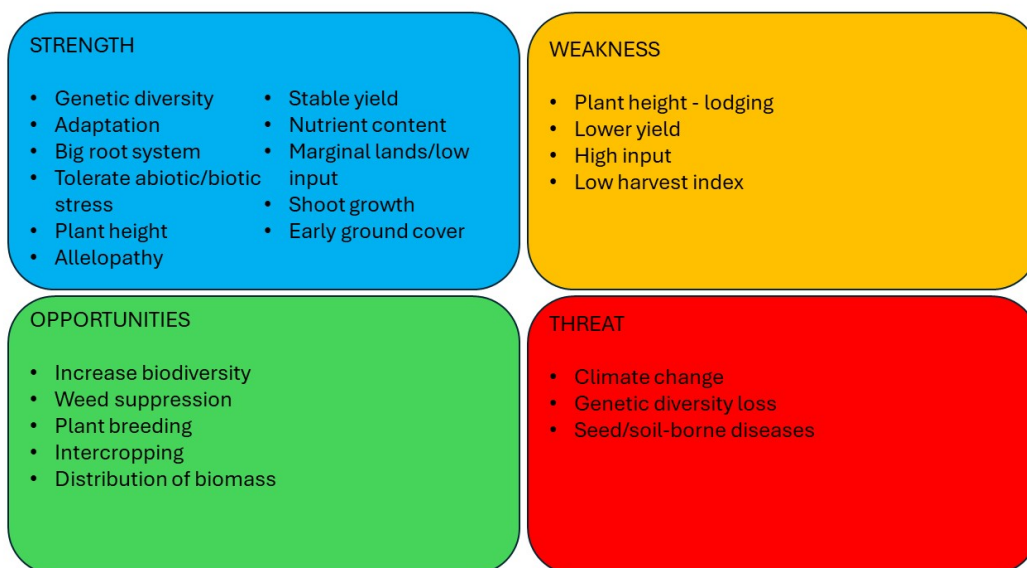 STRENGTH
• Genetic diversity
• Adaptation
• Big root system
• Tolerate abiotic/biotic
stress
• Plant height
• Allelopathy
• Stable yield
• Nutrient content
• Marginal lands/low
input
• Shoot growth
• Early ground cover
WEAKNESS
• Plant height - lodging
• Lower yield
• High input
• Low harvest index
OPPORTUNITIES
• Increase biodiversity
• Weed suppression
• Plant breeding
• Intercropping
• Distribution of biomass
THREAT
• Climate change
• Genetic diversity loss
• Seed/soil-borne diseases